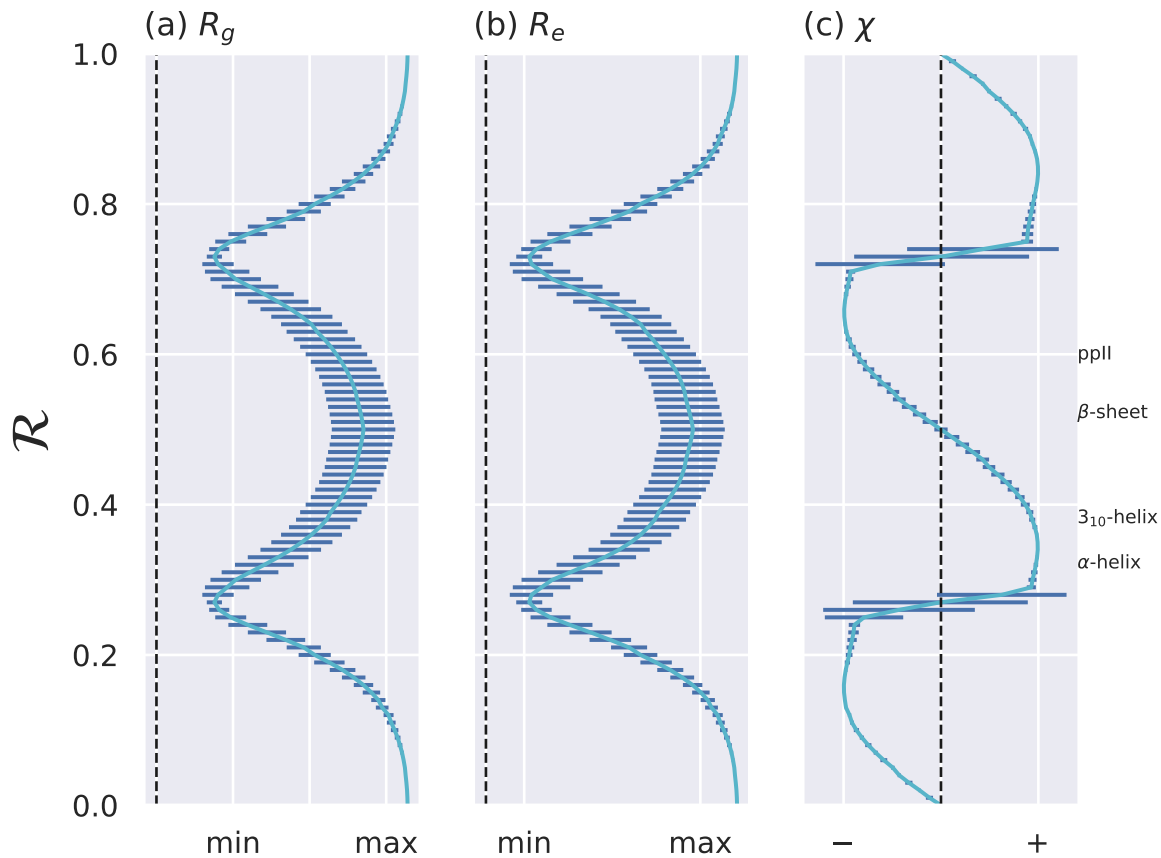 (a) R_g
(b) R_e
(c) χ
1.0
0.8
0.6
0.4
0.2
0.0
ℛ
ppII
β-sheet
3₁₀-helix
α-helix
min
max
min
max
−
+